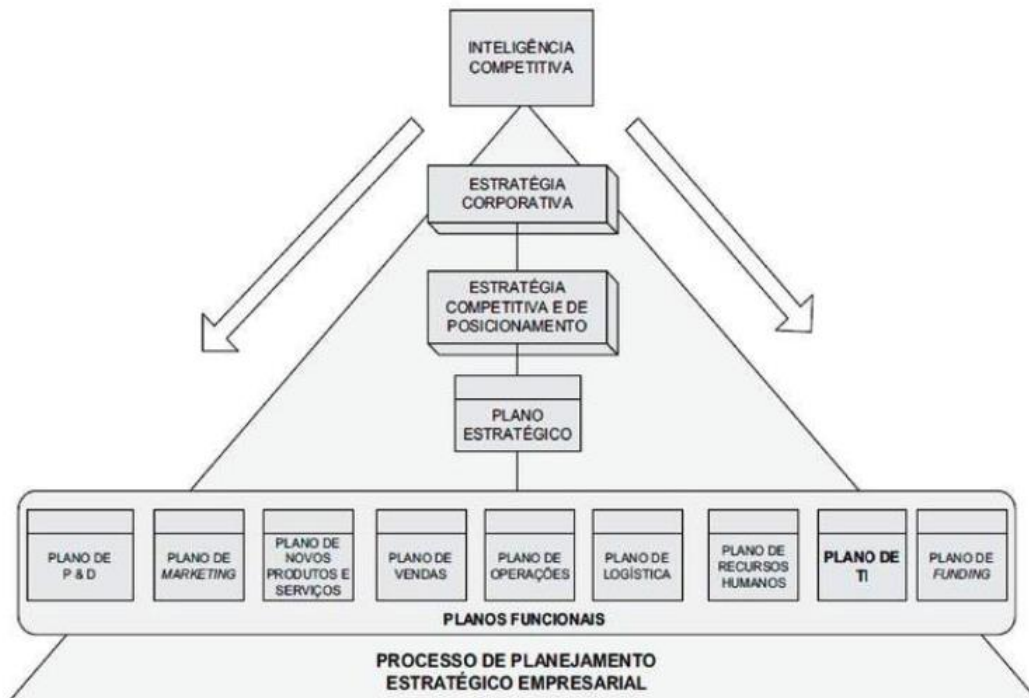 INTELIGÊNCIA
COMPETITIVA
ESTRATÉGIA
CORPORATIVA
ESTRATÉGIA
COMPETITIVA E DE
POSICIONAMENTO
PLANO
ESTRATÉGICO
PLANO DE
P & D
PLANO DE
MARKETING
PLANO DE
NOVOS
PRODUTOS E
SERVIÇOS
PLANO DE
VENDAS
PLANO DE
OPERAÇÕES
PLANO DE
LOGÍSTICA
PLANO DE
RECURSOS
HUMANOS
PLANO DE
TI
PLANO DE
FUNDING
PLANOS FUNCIONAIS
PROCESSO DE PLANEJAMENTO
ESTRATÉGICO EMPRESARIAL